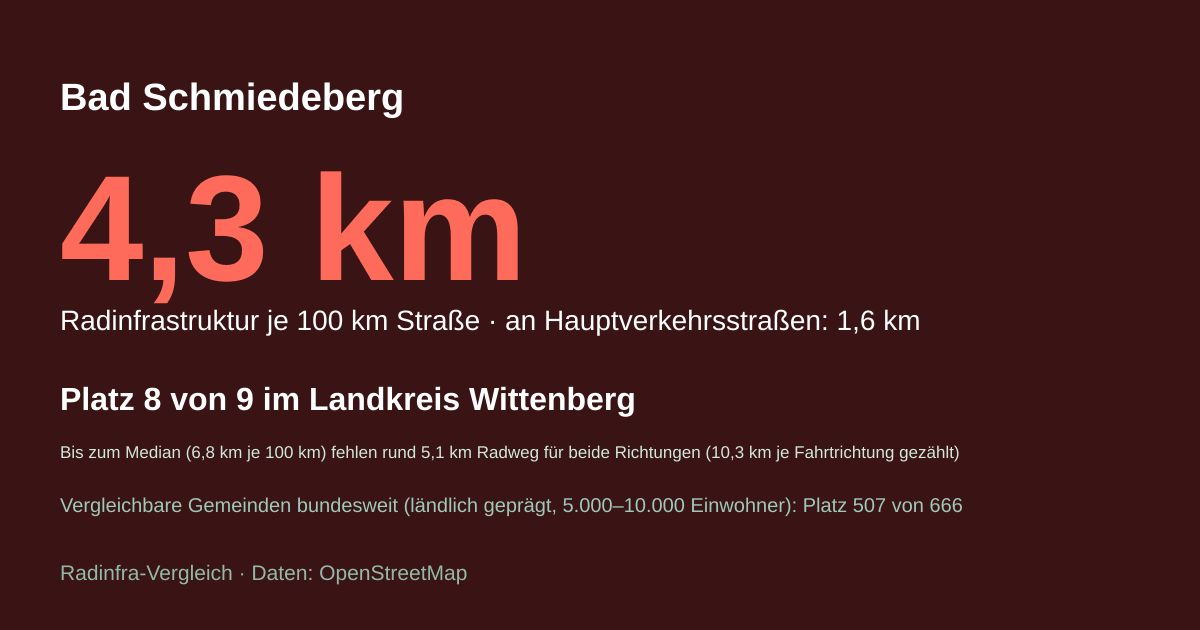 Bad Schmiedeberg
4,3 km
Radinfrastruktur je 100 km Straße · an Hauptverkehrsstraßen: 1,6 km
Platz 8 von 9 im Landkreis Wittenberg
Bis zum Median (6,8 km je 100 km) fehlen rund 5,1 km Radweg für beide Richtungen (10,3 km je Fahrtrichtung gezählt)
Vergleichbare Gemeinden bundesweit (ländlich geprägt, 5.000–10.000 Einwohner): Platz 507 von 666
Radinfra-Vergleich · Daten: OpenStreetMap